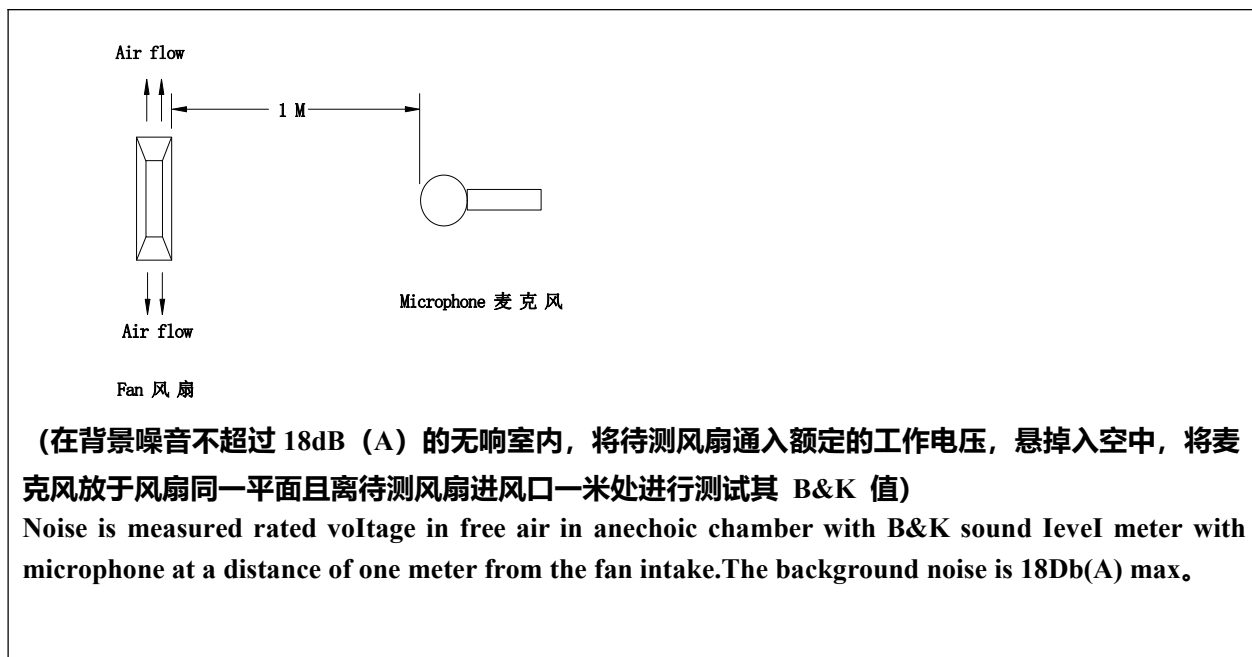 Air flow
1 M
Microphone 麦 克 风
Air flow
Fan 风 扇
(在背景噪音不超过 18dB（A）的无响室内，将待测风扇通入额定的工作电压，悬掉入空中，将麦
克风放于风扇同一平面且离待测风扇进风口一米处进行测试其 B&K 值)
Noise is measured rated voItage in free air in anechoic chamber with B&K sound IeveI meter with
microphone at a distance of one meter from the fan intake.The background noise is 18Db(A) max。